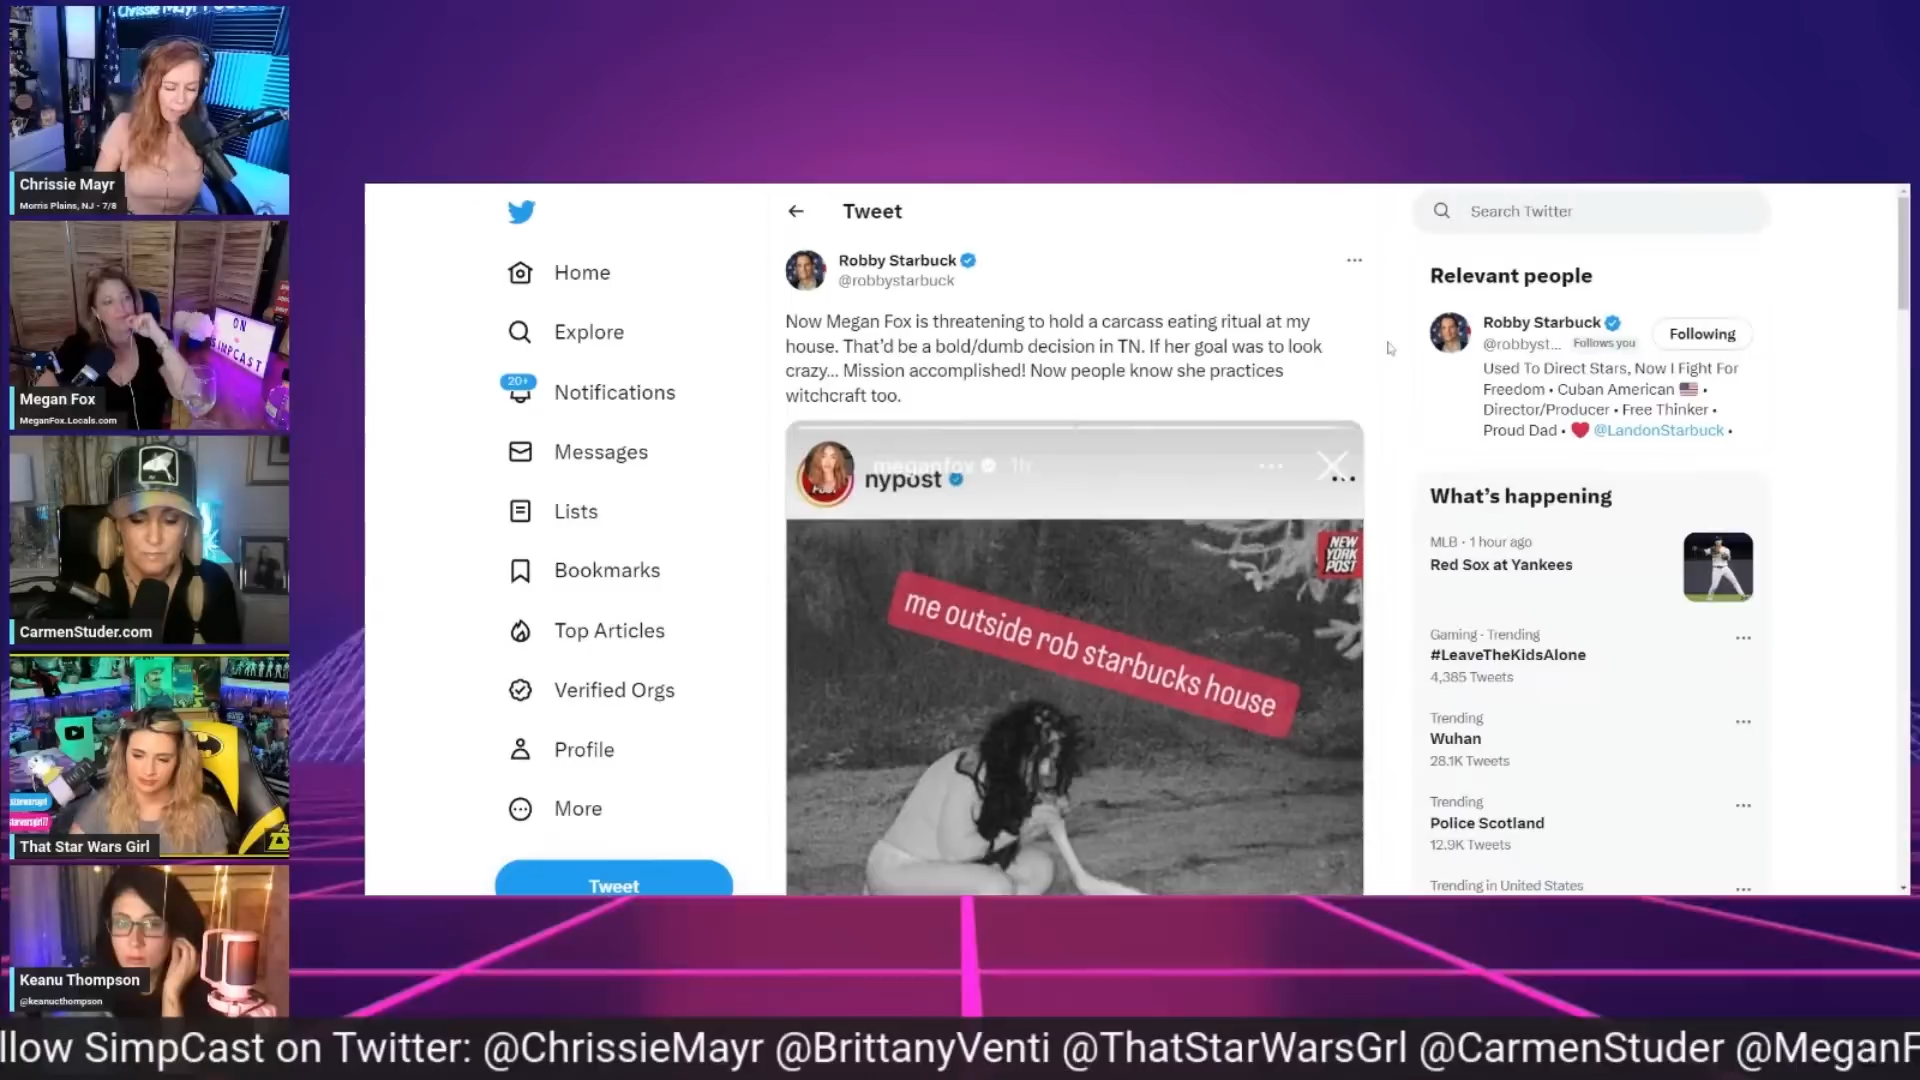 Chrissie Mayr
Morris Plains, NJ - 7/8
ON
SIMPCAST
Megan Fox
MeganFox.Locals.com
CarmenStuder.com
That Star Wars Girl
Keanu Thompson
@keanucthompson
Home
Explore
20+
Notifications
Messages
Lists
Bookmarks
Top Articles
Verified Orgs
Profile
More
Tweet
Tweet
Robby Starbuck
@robbystarbuck
Now Megan Fox is threatening to hold a carcass eating ritual at my
house. That'd be a bold/dumb decision in TN. If her goal was to look
crazy... Mission accomplished! Now people know she practices
witchcraft too.
meganfox 1h
nypost
NEW
YORK
POST
me outside rob starbucks house
Search Twitter
Relevant people
Robby Starbuck
@robbyst... Follows you
Following
Used To Direct Stars, Now I Fight For
Freedom • Cuban American 🇺🇸 •
Director/Producer • Free Thinker •
Proud Dad • ❤️ @LandonStarbuck •
What's happening
MLB · 1 hour ago
Red Sox at Yankees
Gaming · Trending
#LeaveTheKidsAlone
4,385 Tweets
Trending
Wuhan
28.1K Tweets
Trending
Police Scotland
12.9K Tweets
Trending in United States
llow SimpCast on Twitter: @ChrissieMayr @BrittanyVenti @ThatStarWarsGrl @CarmenStuder @MeganF